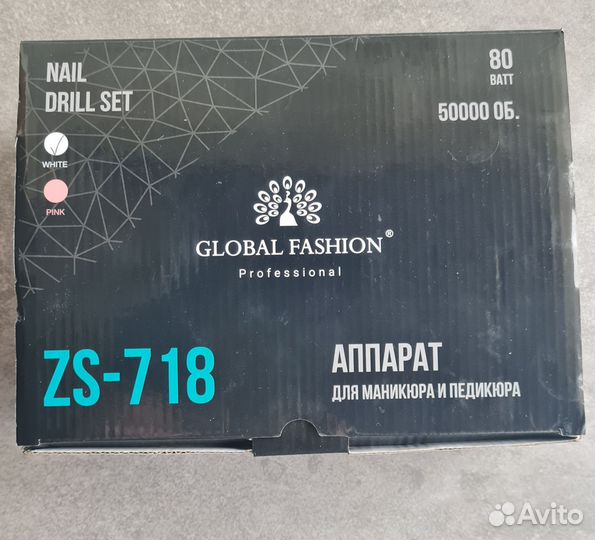 NAIL
DRILL SET
WHITE
PINK
80
ВАТТ
50000 ОБ.
GLOBAL FASHION®
Professional
ZS-718
АППАРАТ
ДЛЯ МАНИКЮРА И ПЕДИКЮРА
Avito